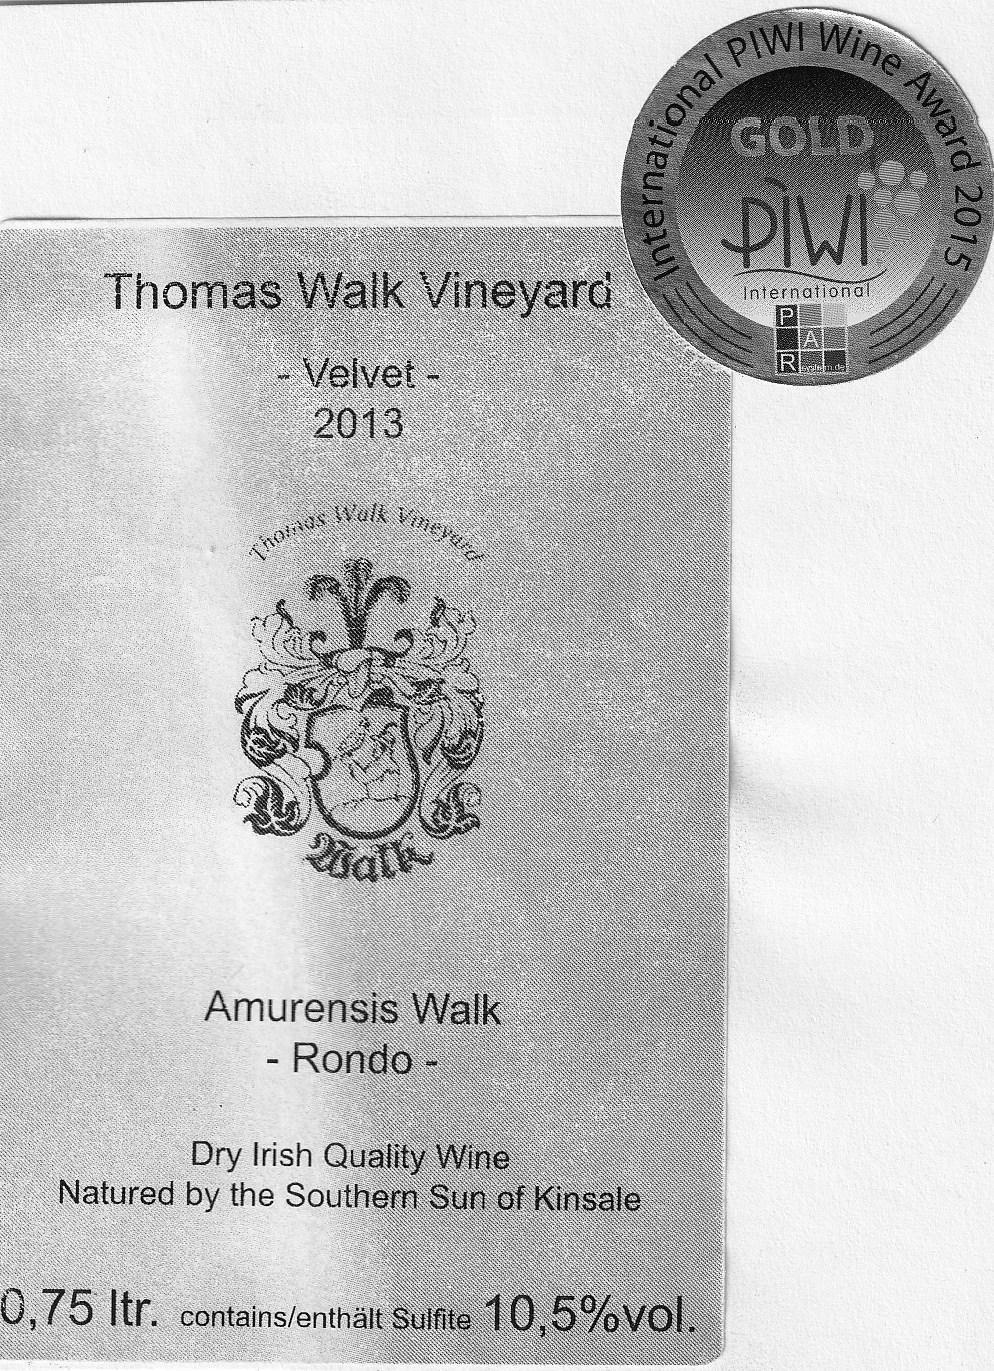 International PIWI Wine Award 2015
GOLD
PIWI
International
P
A
R
system.de
Thomas Walk Vineyard
- Velvet -
2013
Thomas Walk Vineyard
Walk
Amurensis Walk
- Rondo -
Dry Irish Quality Wine
Natured by the Southern Sun of Kinsale
0,75 ltr. contains/enthält Sulfite 10,5%vol.